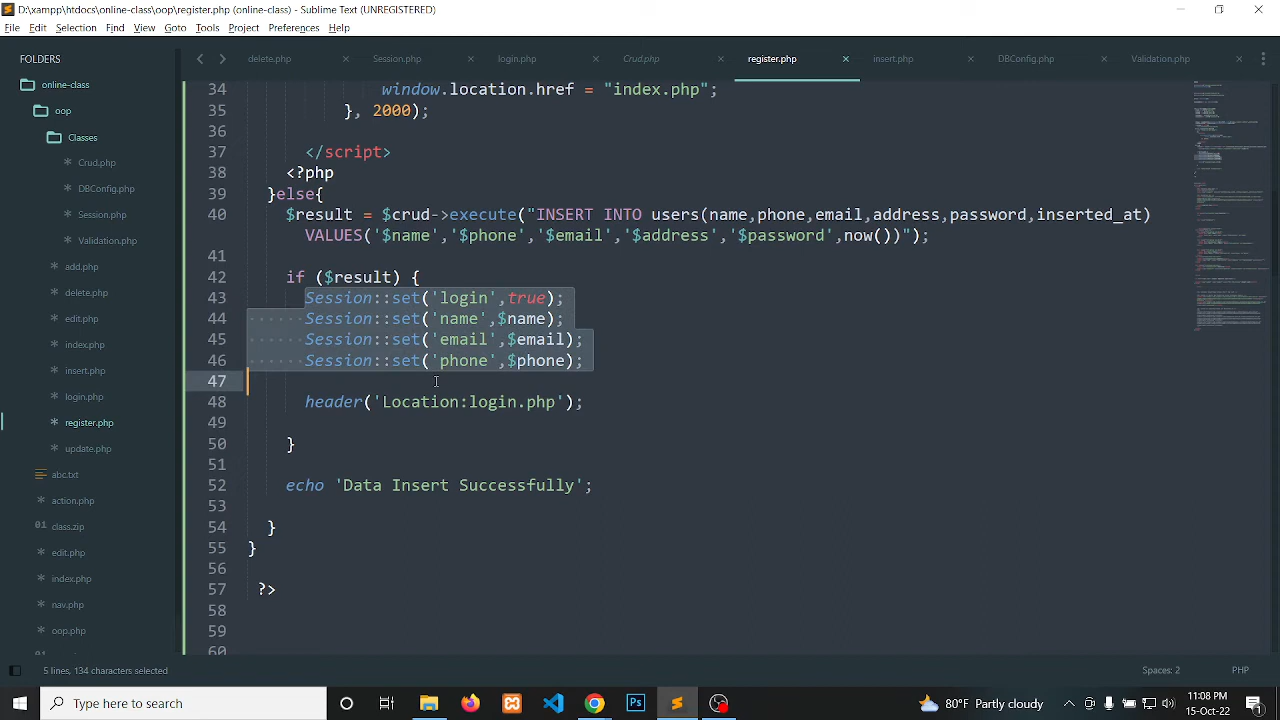 D:\xampp\htdocs\online-class\oop\register.php (online-class) - Sublime Text (UNREGISTERED)
File Edit Selection Find View Goto Tools Project Preferences Help
FOLDERS
online-class
oop
Gases
Crud.php
DBConfig.php
Session.php
Validation.php
add.php
delete.php
edit.php
index.php
insert.php
login.php
register.php
update.php
abc.txt
action.php
class.zip
edit.php
index.php
nav.php
oop.php
delete.php Session.php login.php Crud.php register.php insert.php DBConfig.php Validation.php
34 window.location.href = "index.php";
35 }, 2000);
36
37 </script>
38 <?php
39 }else{
40 $result = $crud->execute("INSERT INTO users(name,phone,email,address,password,inserted_at)
VALUES('$name','$phone','$email','$address','$password',now())");
41
42 if ($result) {
43 Session::set('login',true);
44 Session::set('name',$name);
45 Session::set('email',$email);
46 Session::set('phone',$phone);
47
48 header('Location:login.php');
49
50 }
51
52 echo 'Data Insert Successfully';
53
54 }
55 }
56
57 ?>
58
59
60
5 lines, 134 characters selected
Spaces: 2 PHP
Type here to search
80°F Partly cloudy
11:08 PM
15-Oct-22